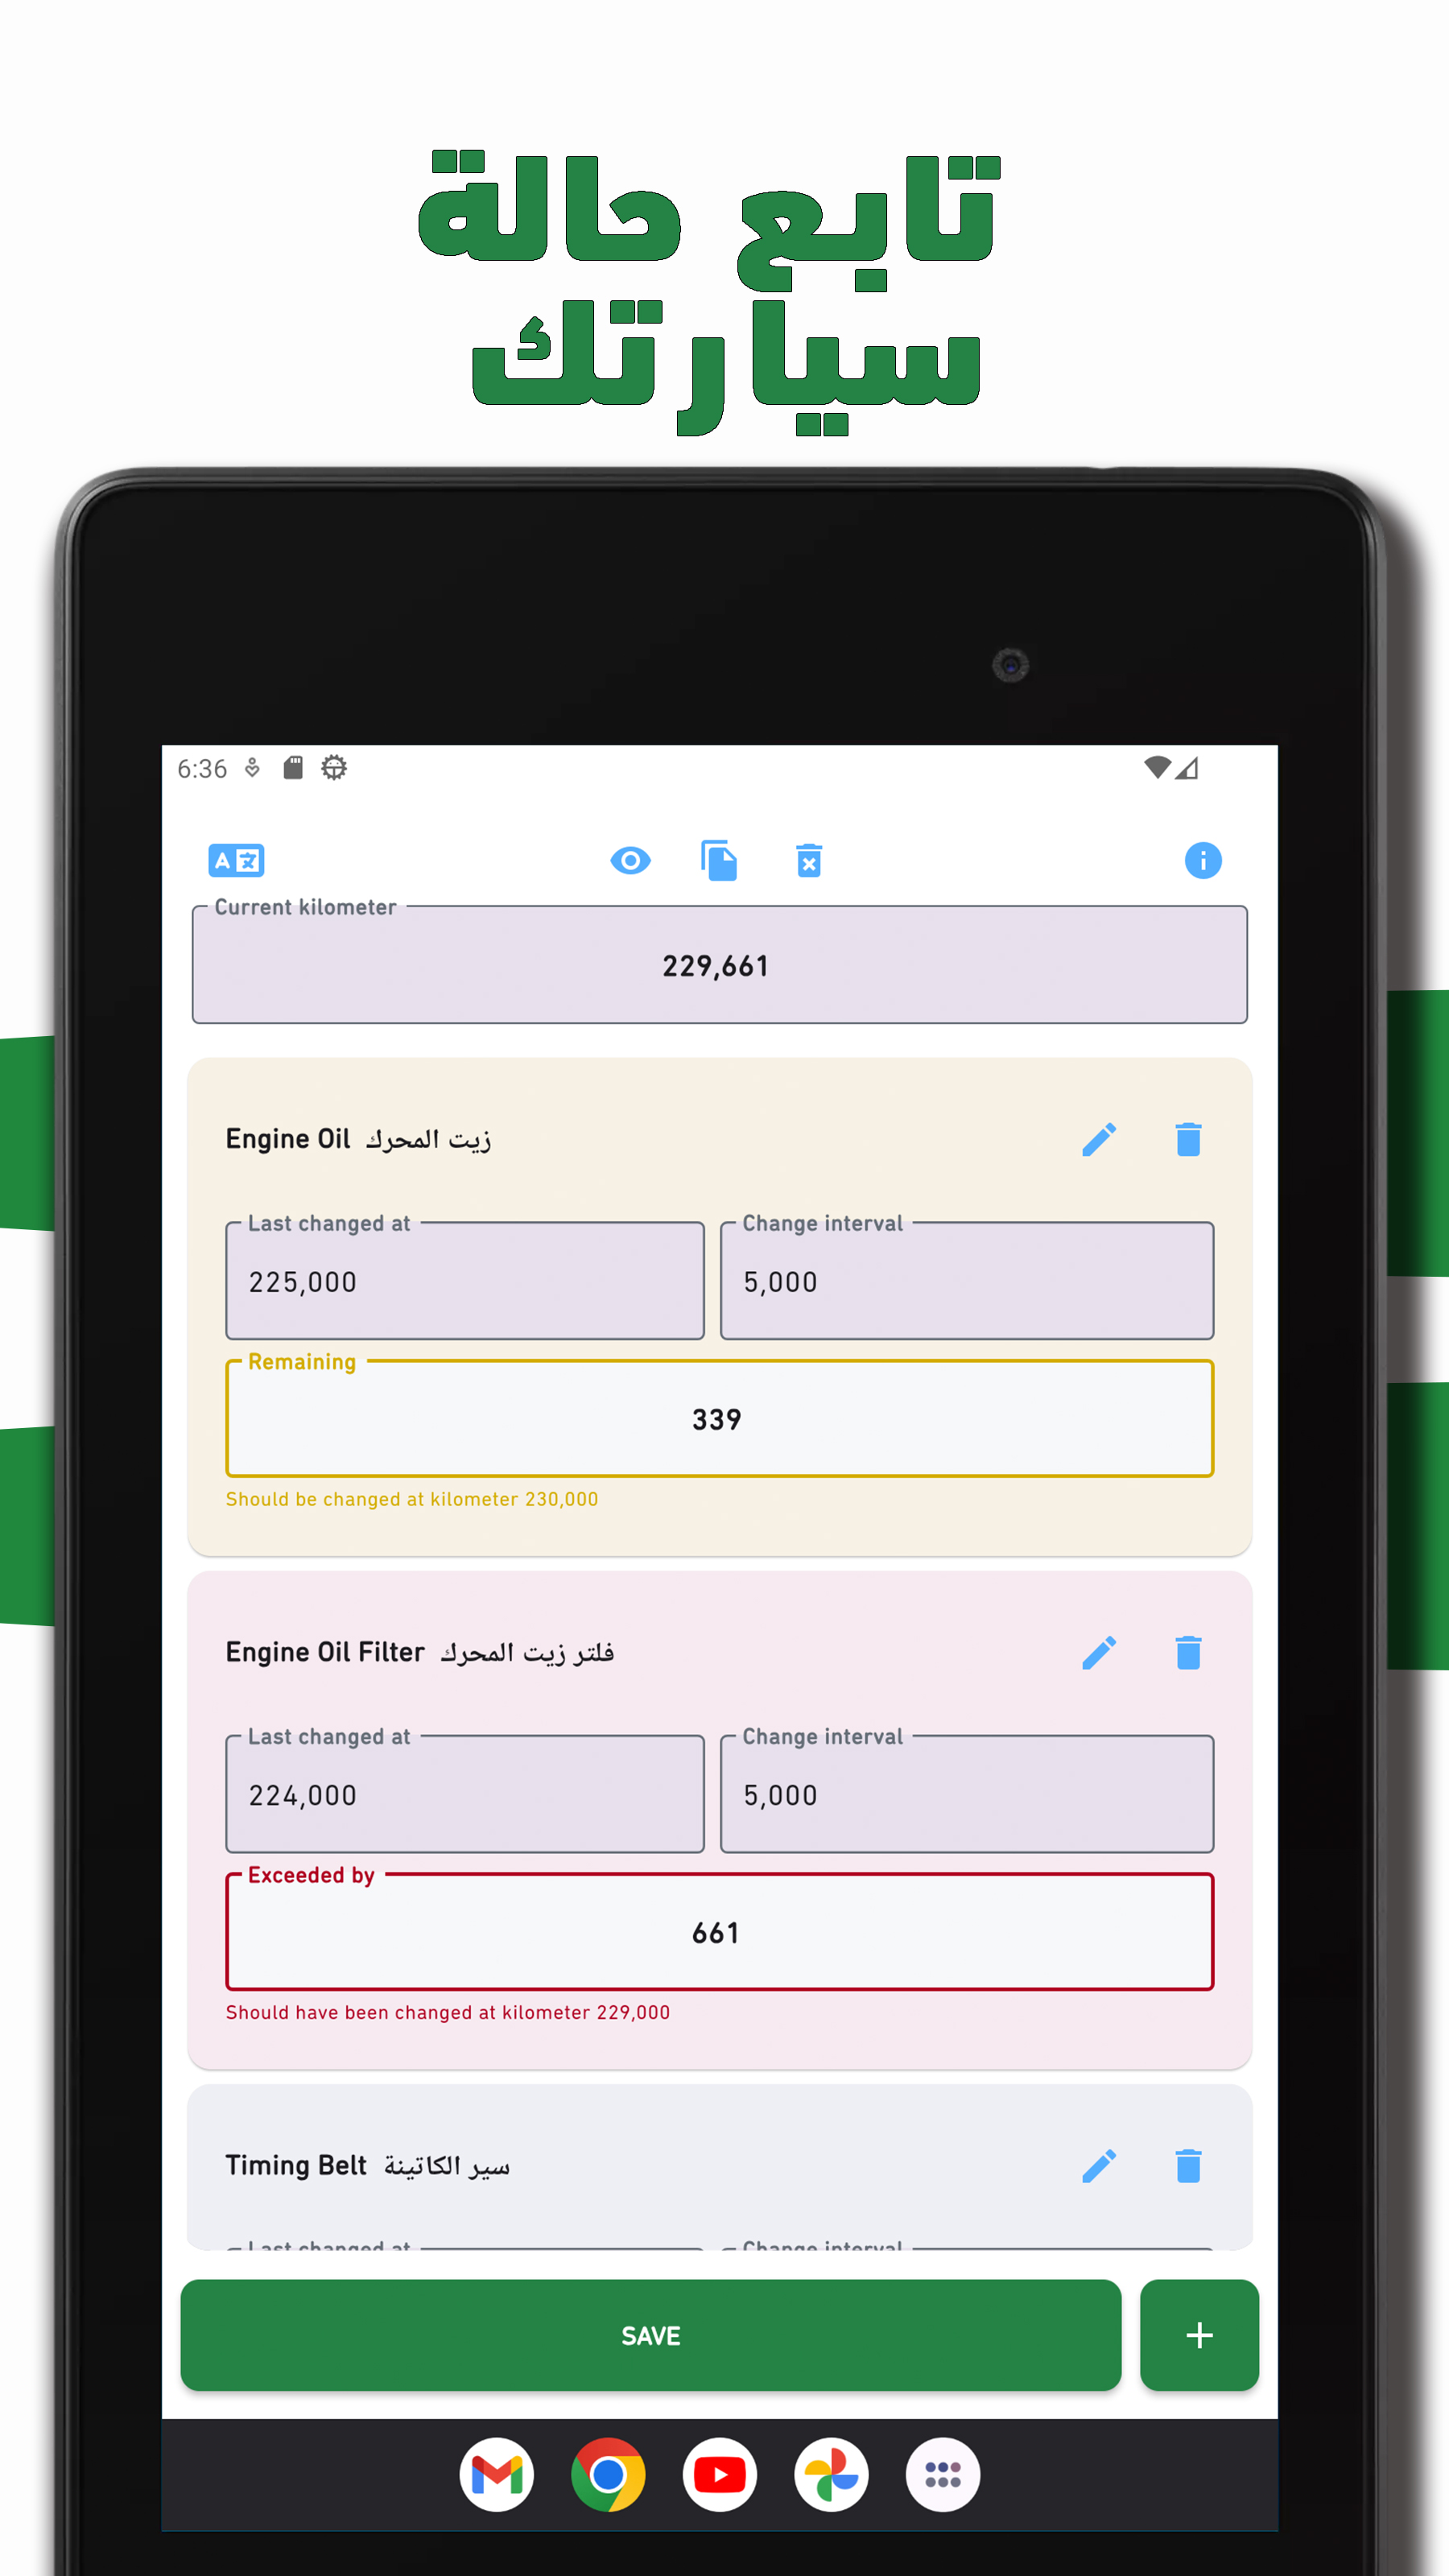 تابع حالة
سيارتك
6:36
Current kilometer
229,661
Engine Oil زيت المحرك
Last changed at
Change interval
225,000
5,000
Remaining
339
Should be changed at kilometer 230,000
Engine Oil Filter فلتر زيت المحرك
Last changed at
Change interval
224,000
5,000
Exceeded by
661
Should have been changed at kilometer 229,000
Timing Belt سير الكاتينة
Last changed at
Change interval
SAVE